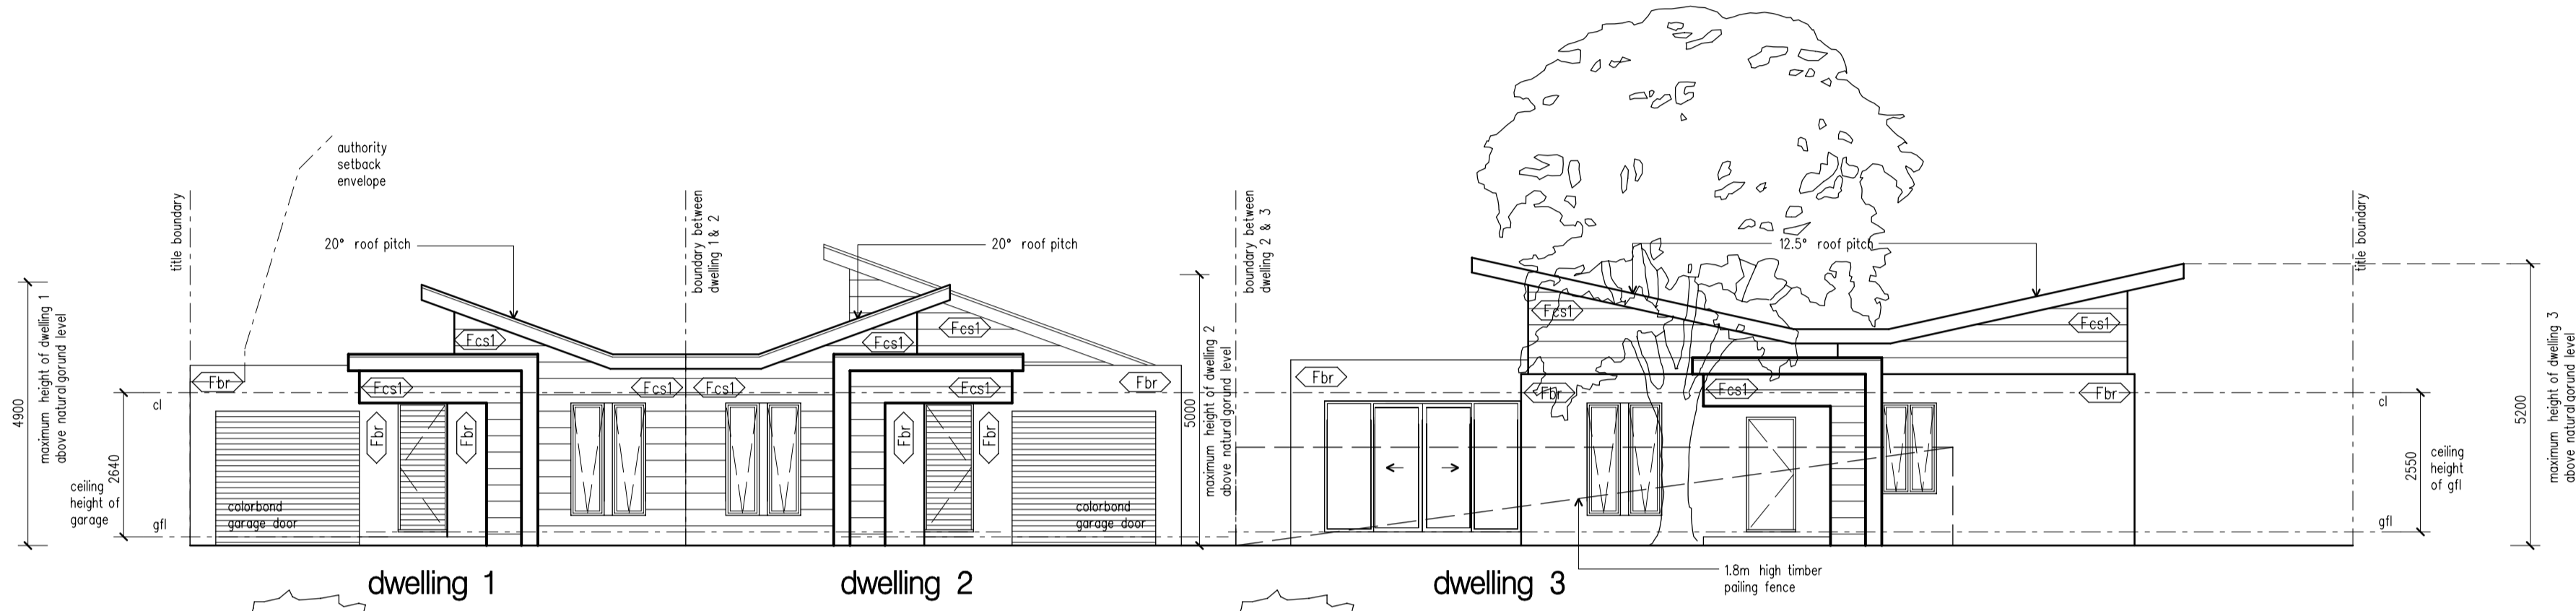 authority
setback
envelope
title boundary
20° roof pitch
boundary between
dwelling 1 & 2
20° roof pitch
boundary between
dwelling 2 & 3
12.5° roof pitch
title boundary
4900
maximum height of dwelling 1
above natural gorund level
2640
ceiling
height of
garage
cl
gfl
Fbr
Fcs1
Fcs1
Fbr
Fbr
colorbond
garage door
Fcs1
Fcs1
Fcs1
Fcs1
Fcs1
Fbr
Fbr
Fbr
colorbond
garage door
5000
maximum height of dwelling 2
above natural gorund level
Fbr
Fcs1
Fbr
Fcs1
Fcs1
Fbr
cl
gfl
2550
ceiling
height
of gfl
5200
maximum height of dwelling 3
above natural gorund level
1.8m high timber
pailing fence
dwelling 1
dwelling 2
dwelling 3